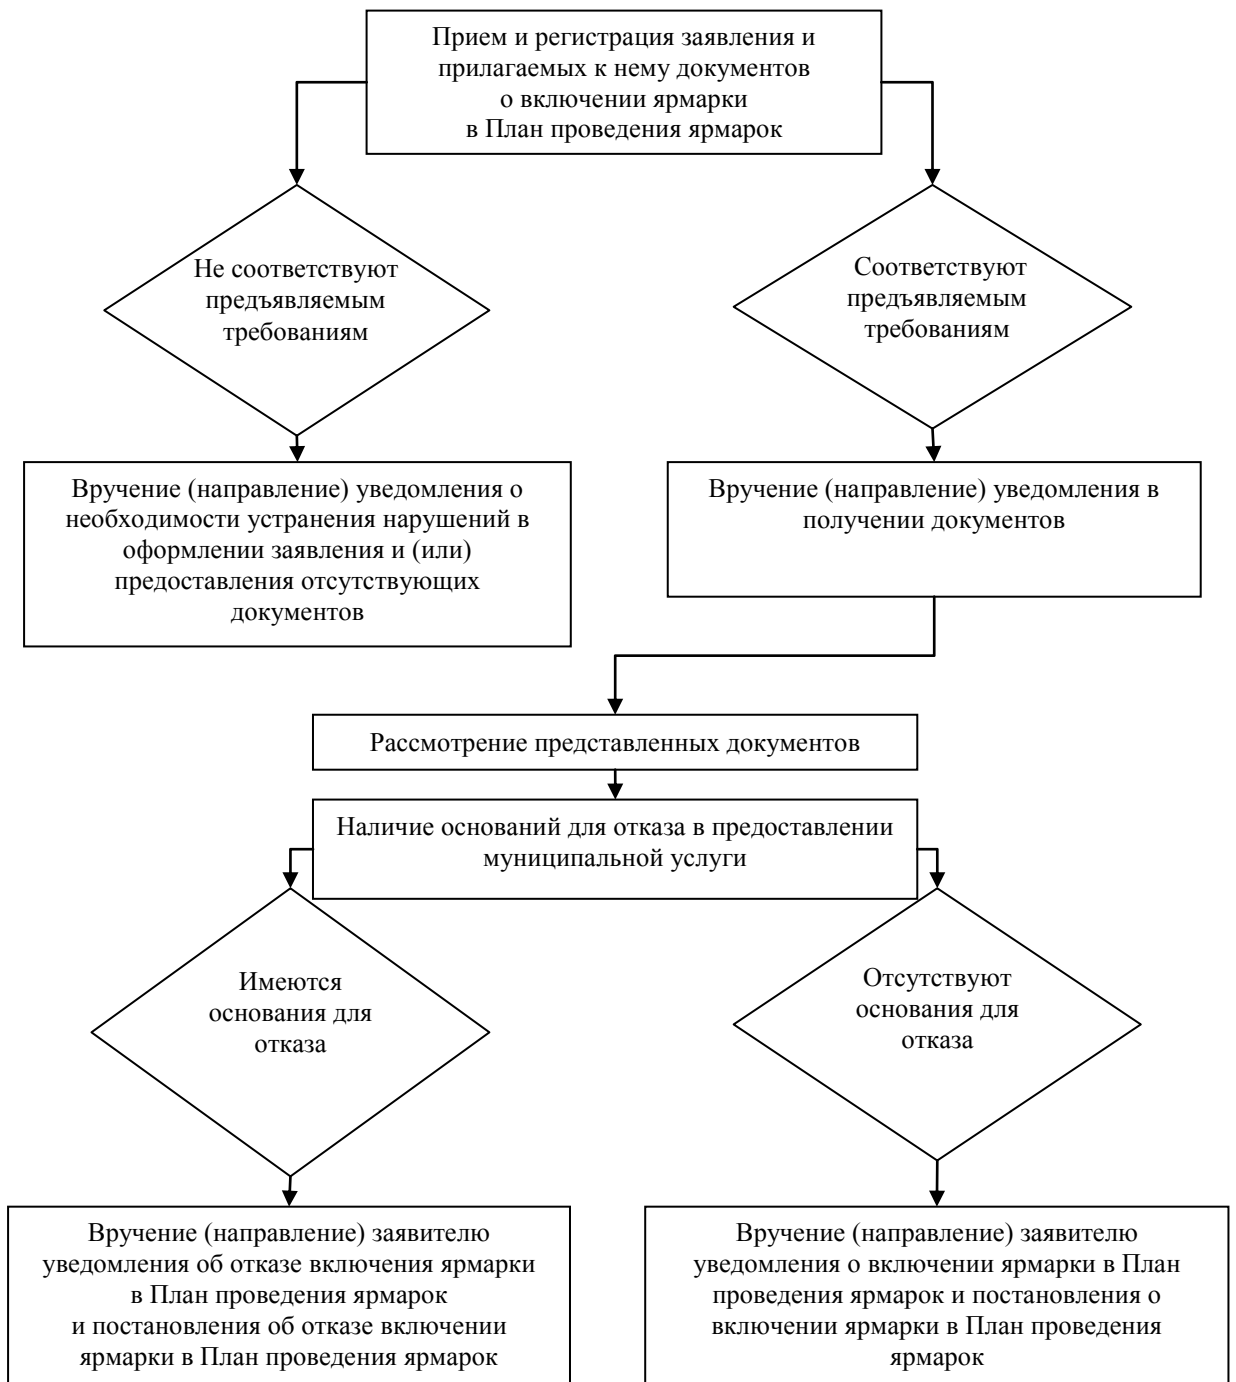 Прием и регистрация заявления и
прилагаемых к нему документов
о включении ярмарки
в План проведения ярмарок
Не соответствуют
предъявляемым
требованиям
Соответствуют
предъявляемым
требованиям
Вручение (направление) уведомления о
необходимости устранения нарушений в
оформлении заявления и (или)
предоставления отсутствующих
документов
Вручение (направление) уведомления в
получении документов
Рассмотрение представленных документов
Наличие оснований для отказа в предоставлении
муниципальной услуги
Имеются
основания для
отказа
Отсутствуют
основания для
отказа
Вручение (направление) заявителю
уведомления об отказе включения ярмарки
в План проведения ярмарок
и постановления об отказе включении
ярмарки в План проведения ярмарок
Вручение (направление) заявителю
уведомления о включении ярмарки в План
проведения ярмарок и постановления о
включении ярмарки в План проведения
ярмарок